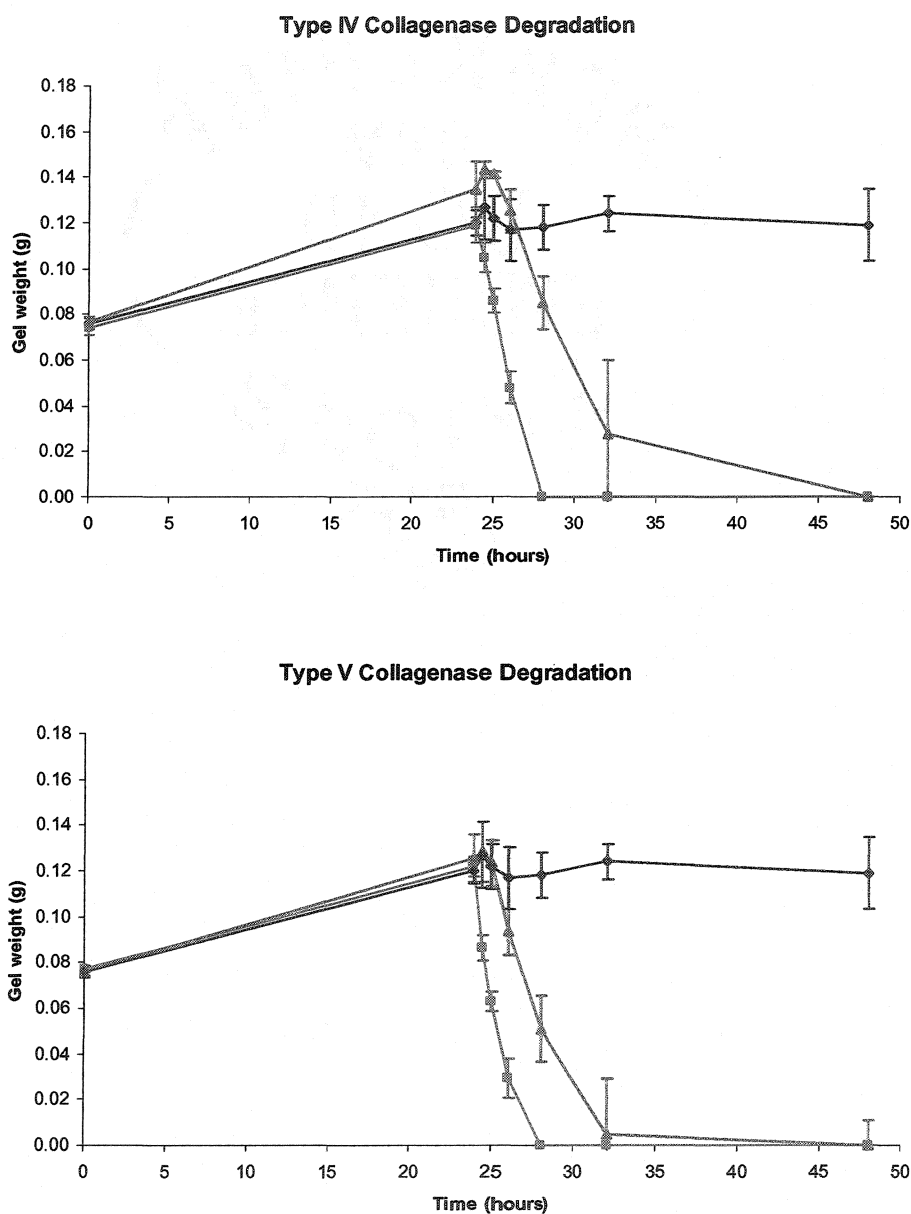 Type IV Collagenase Degradation
0.18
0.16
0.14
0.12
0.10
0.08
0.06
0.04
0.02
0.00
Gel weight (g)
0 5 10 15 20 25 30 35 40 45 50
Time (hours)
Type V Collagenase Degradation
0.18
0.16
0.14
0.12
0.10
0.08
0.06
0.04
0.02
0.00
Gel weight (g)
0 5 10 15 20 25 30 35 40 45 50
Time (hours)